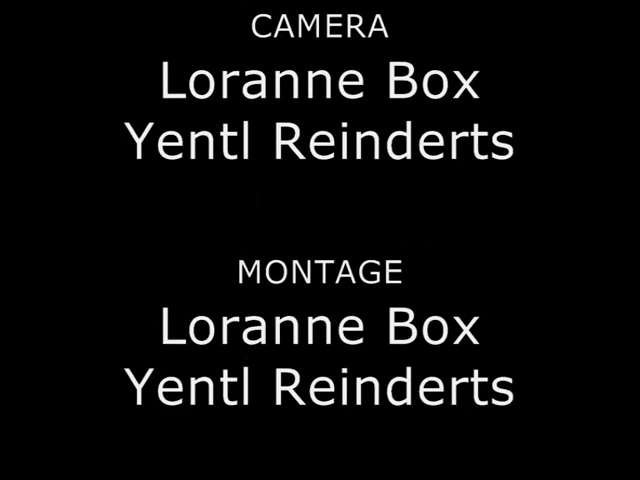 CAMERA
Loranne Box
Yentl Reinderts
MONTAGE
Loranne Box
Yentl Reinderts